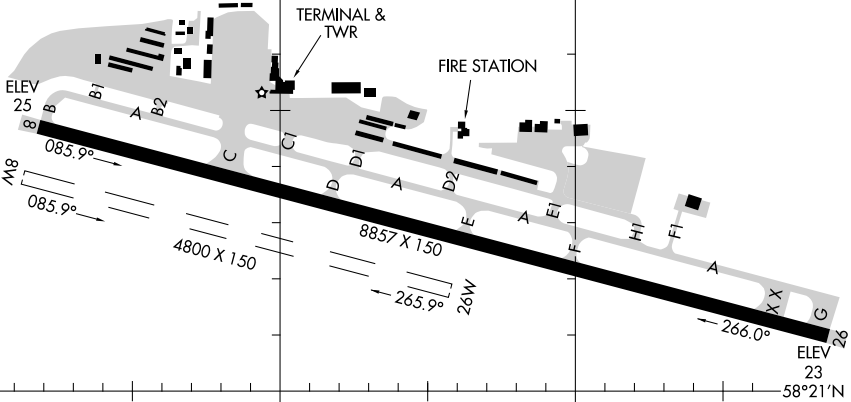 TERMINAL &
TWR
FIRE STATION
ELEV
25
B
B1
A
B2
8
085.9°
C
C1
D1
D
A
D2
E
A
E1
F
H1
F1
A
X X
G
8W
085.9°
4800 X 150
8857 X 150
265.9°
26W
266.0°
26
ELEV
23
58°21'N